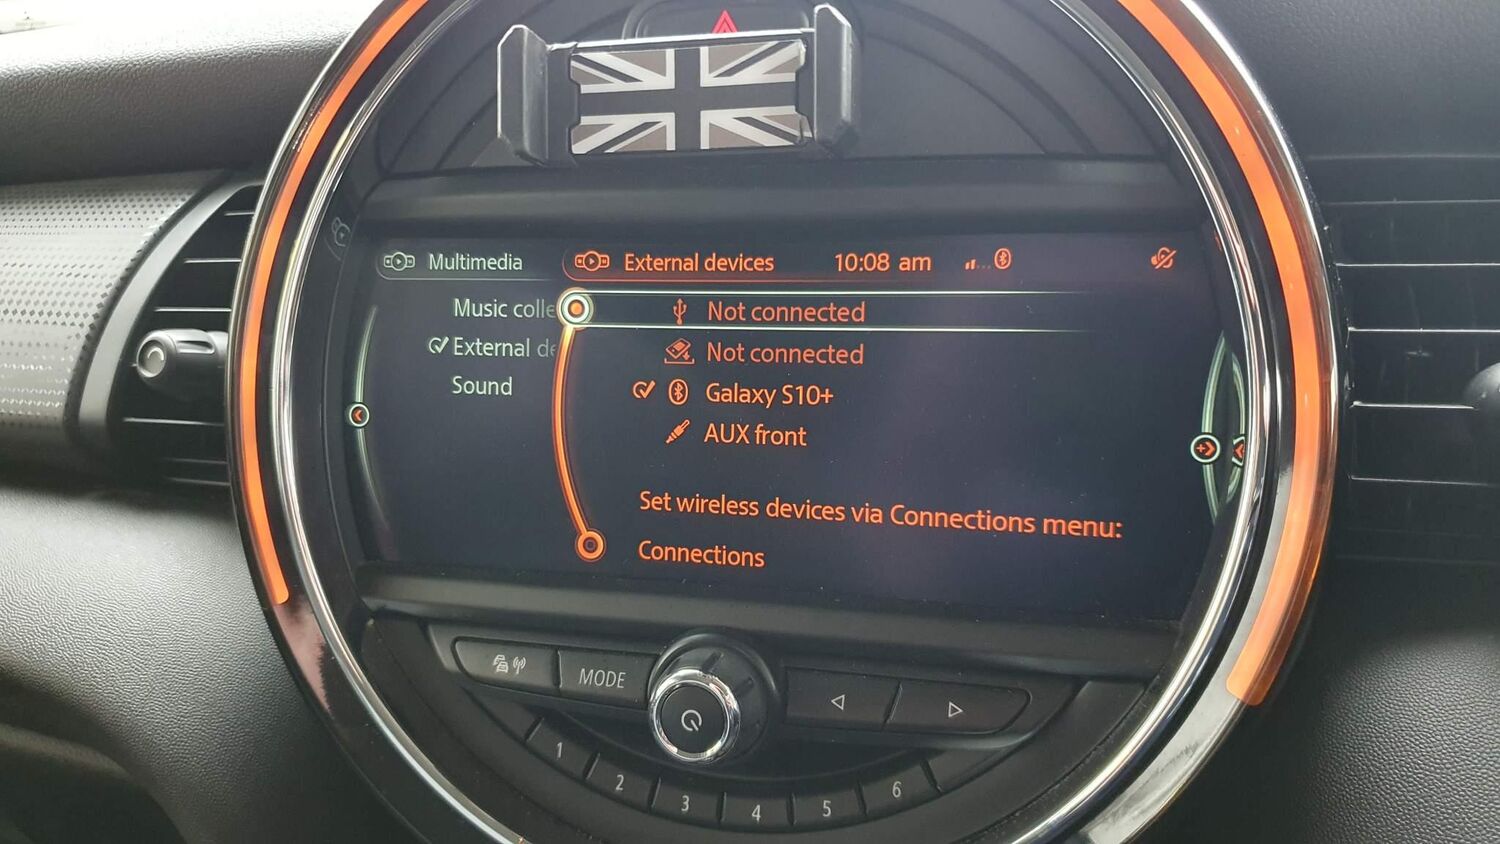 Multimedia External devices 10:08 am
Music colle
External de
Sound
Not connected
Not connected
Galaxy S10+
AUX front
Set wireless devices via Connections menu:
Connections
MODE
1 2 3 4 5 6